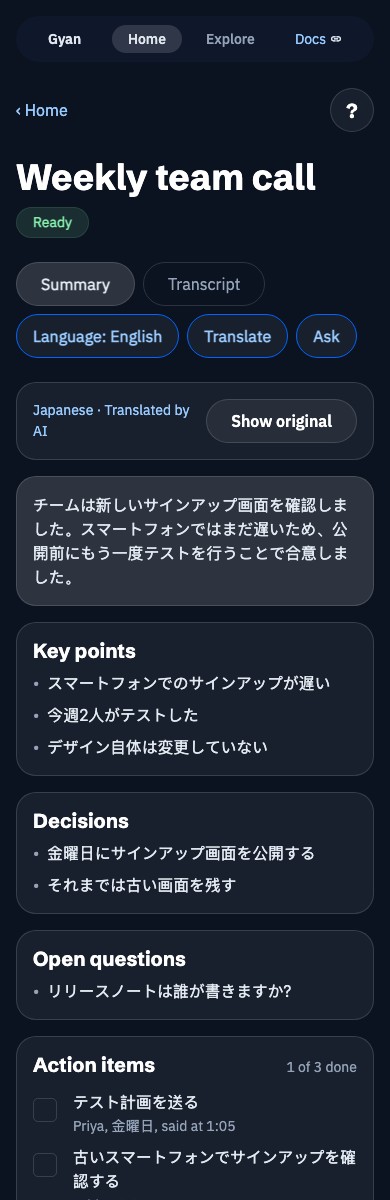 Gyan
Home
Explore
Docs
‹ Home
?
Weekly team call
Ready
Summary
Transcript
Language: English
Translate
Ask
Japanese · Translated by
AI
Show original
チームは新しいサインアップ画面を確認しま
した。スマートフォンではまだ遅いため、公
開前にもう一度テストを行うことで合意しま
した。
Key points
• スマートフォンでのサインアップが遅い
• 今週2人がテストした
• デザイン自体は変更していない
Decisions
• 金曜日にサインアップ画面を公開する
• それまでは古い画面を残す
Open questions
• リリースノートは誰が書きますか?
Action items
1 of 3 done
テスト計画を送る
Priya, 金曜日, said at 1:05
古いスマートフォンでサインアップを確
認する